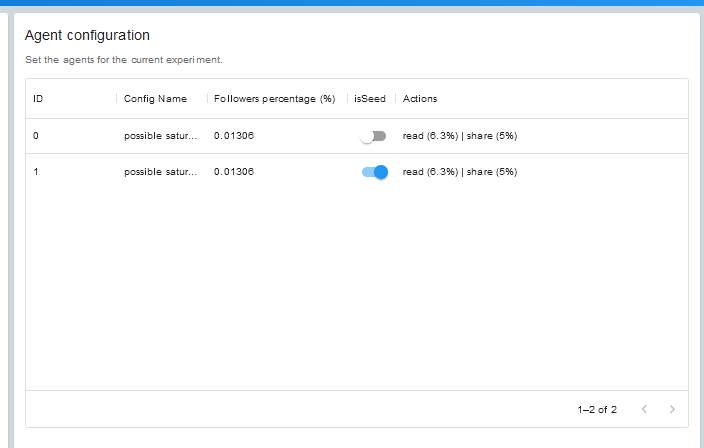 Agent configuration
Set the agents for the current experiment.
ID Config Name Followers percentage (%) isSeed Actions
0 possible satur... 0.01306 read (6.3%) | share (5%)
1 possible satur... 0.01306 read (6.3%) | share (5%)
1–2 of 2